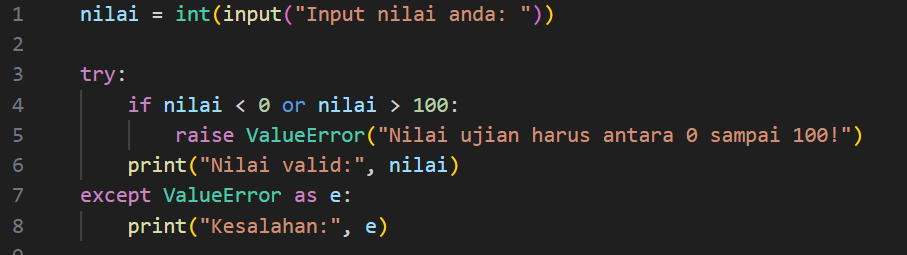 1 nilai = int(input("Input nilai anda: "))
2
3 try:
4     if nilai < 0 or nilai > 100:
5         raise ValueError("Nilai ujian harus antara 0 sampai 100!")
6     print("Nilai valid:", nilai)
7 except ValueError as e:
8     print("Kesalahan:", e)